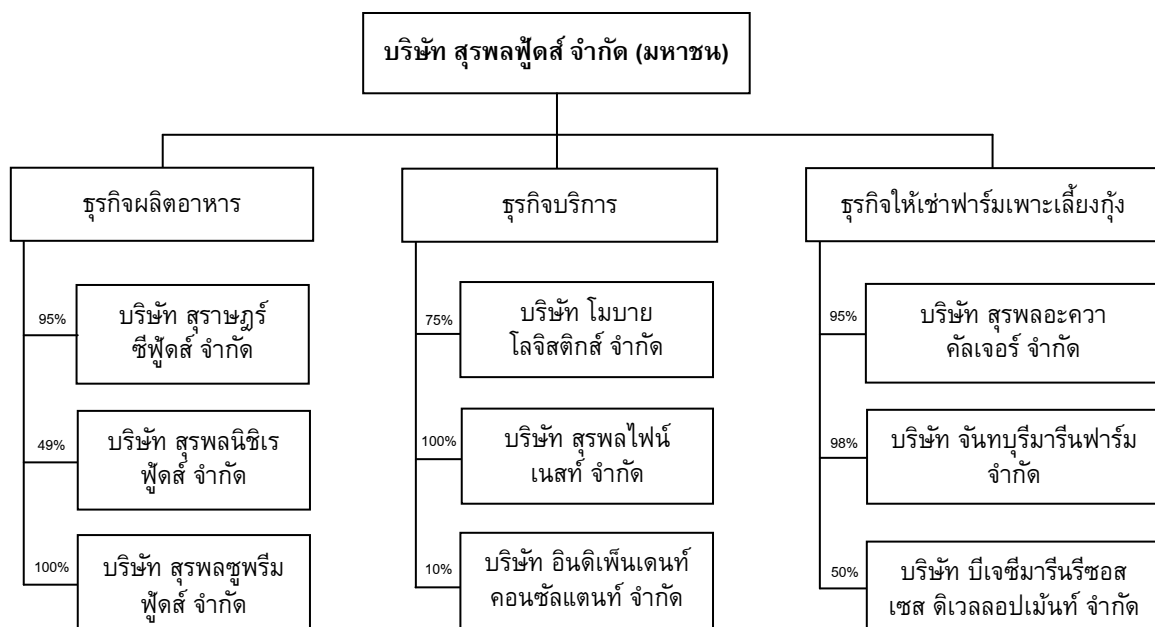 บริษัท สุรพลฟู้ดส์ จำกัด (มหาชน)
ธุรกิจผลิตอาหาร
ธุรกิจบริการ
ธุรกิจให้เช่าฟาร์มเพาะเลี้ยงกุ้ง
95%
บริษัท สุราษฎร์
ซีฟู้ดส์ จำกัด
75%
บริษัท โมบาย
โลจิสติกส์ จำกัด
95%
บริษัท สุรพลอะควา
คัลเจอร์ จำกัด
49%
บริษัท สุรพลนิชิเร
ฟู้ดส์ จำกัด
100%
บริษัท สุรพลไฟน์
เนสท์ จำกัด
98%
บริษัท จันทบุรีมารีนฟาร์ม
จำกัด
100%
บริษัท สุรพลซูพรีม
ฟู้ดส์ จำกัด
10%
บริษัท อินดิเพ็นเดนท์
คอนซัลแตนท์ จำกัด
50%
บริษัท บีเจซีมารีนรีซอส
เซส ดิเวลลอปเม้นท์ จำกัด